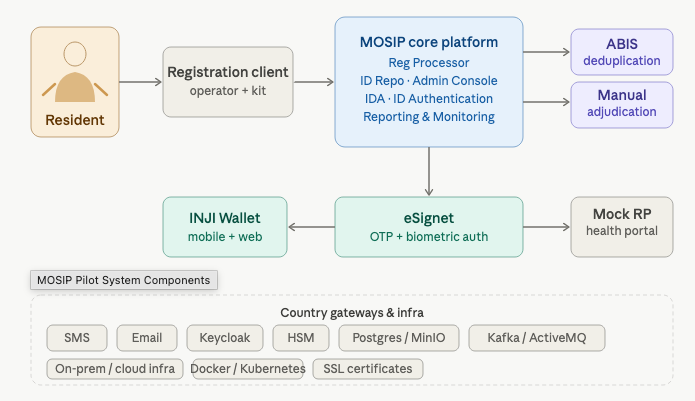 Resident
Registration client
operator + kit
MOSIP core platform
Reg Processor
ID Repo · Admin Console
IDA · ID Authentication
Reporting & Monitoring
ABIS
deduplication
Manual
adjudication
INJI Wallet
mobile + web
eSignet
OTP + biometric auth
Mock RP
health portal
MOSIP Pilot System Components
Country gateways & infra
SMS
Email
Keycloak
HSM
Postgres / MinIO
Kafka / ActiveMQ
On-prem / cloud infra
Docker / Kubernetes
SSL certificates